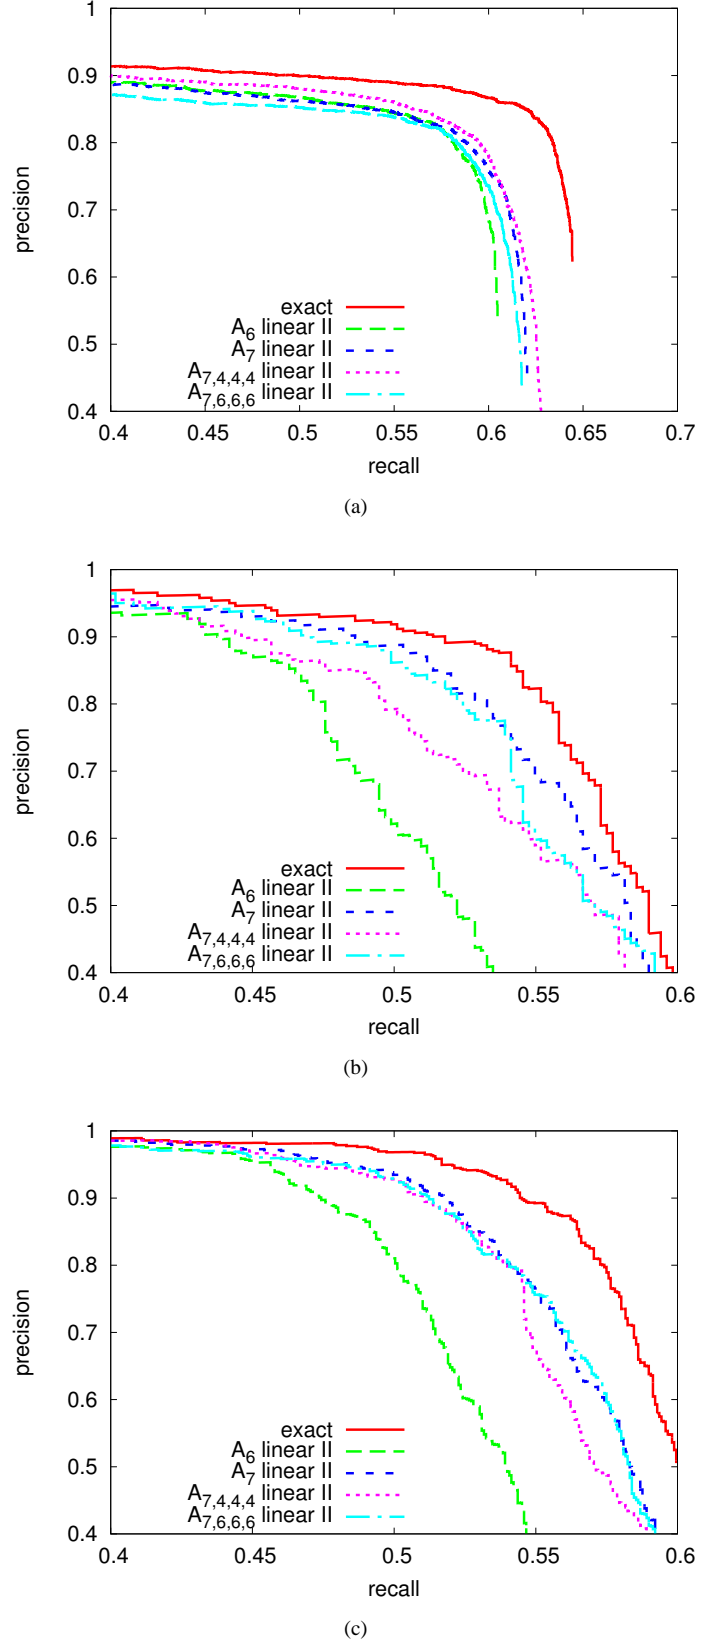 1
0.9
0.8
0.7
0.6
0.5
0.4
precision
exact
A6 linear II
A7 linear II
A7,4,4,4 linear II
A7,6,6,6 linear II
0.4 0.45 0.5 0.55 0.6 0.65 0.7
recall
(a)
1
0.9
0.8
0.7
0.6
0.5
0.4
precision
exact
A6 linear II
A7 linear II
A7,4,4,4 linear II
A7,6,6,6 linear II
0.4 0.45 0.5 0.55 0.6
recall
(b)
1
0.9
0.8
0.7
0.6
0.5
0.4
precision
exact
A6 linear II
A7 linear II
A7,4,4,4 linear II
A7,6,6,6 linear II
0.4 0.45 0.5 0.55 0.6
recall
(c)